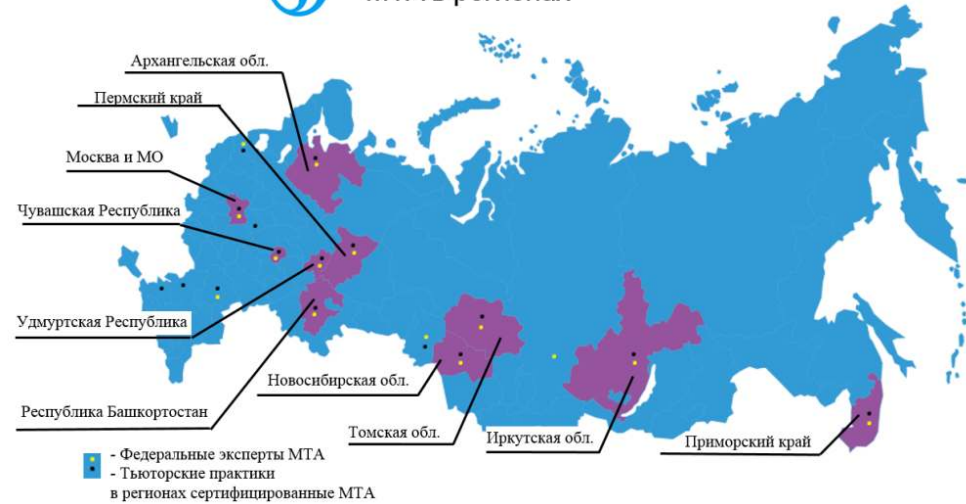 в регионах
Архангельская обл.
Пермский край
Москва и МО
Чувашская Республика
Удмуртская Республика
Новосибирская обл.
Республика Башкортостан
Томская обл.
Иркутская обл.
Приморский край
- Федеральные эксперты МТА
- Тьюторские практики
в регионах сертифицированные МТА